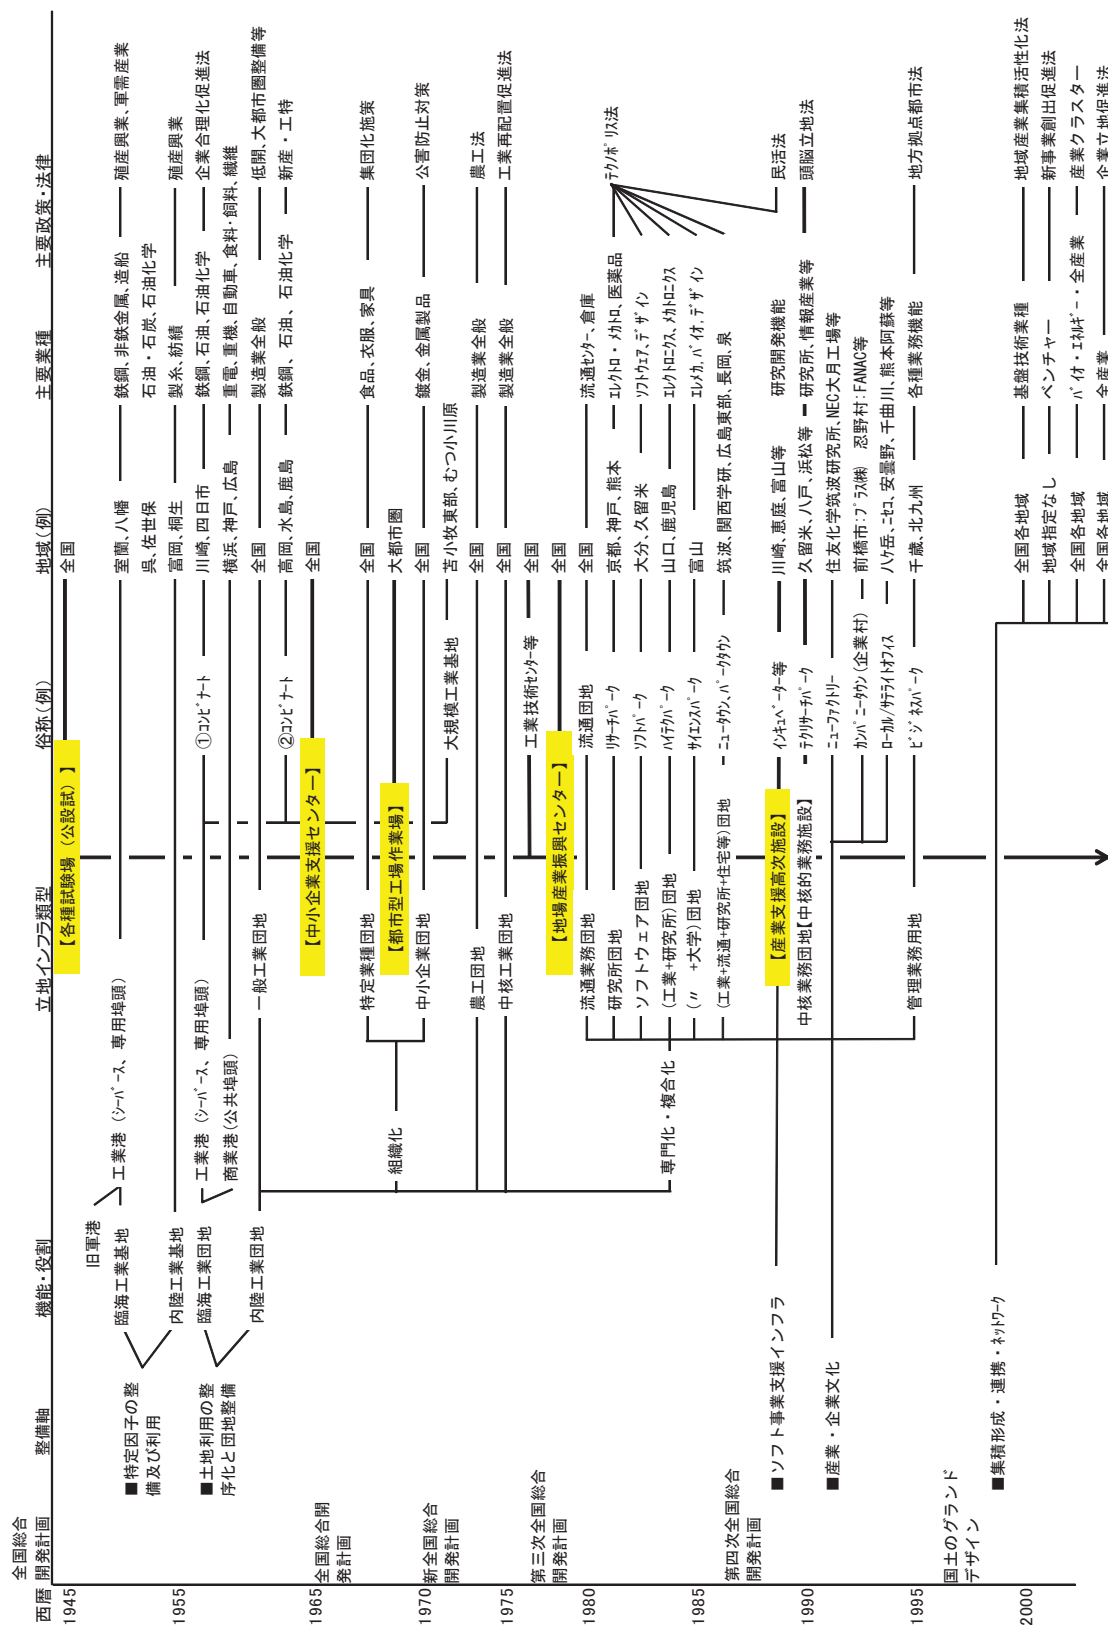 西暦
全国総合
開発計画
整備軸
機能・役割
立地インフラ類型
俗称(例)
地域(例)
主要業種
主要政策・法律
1945
【各種試験場（公設試）】
全国
旧軍港
■特定因子の整
備及び利用
臨海工業基地
工業港（ｼｰﾊﾞｰｽ、専用埠頭）
室蘭、八幡
鉄鋼、非鉄金属、造船
殖産興業、軍需産業
呉、佐世保
石油・石炭、石油化学
1955
内陸工業基地
富岡、桐生
製糸、紡績
殖産興業
■土地利用の整
序化と団地整備
臨海工業団地
工業港（ｼｰﾊﾞｰｽ、専用埠頭）
①ｺﾝﾋﾞﾅｰﾄ
川崎、四日市
鉄鋼、石油、石油化学
企業合理化促進法
商業港(公共埠頭)
横浜、神戸、広島
重電、重機、自動車、食料・飼料、繊維
内陸工業団地
一般工業団地
全国
製造業全般
低開、大都市圏整備等
②ｺﾝﾋﾞﾅｰﾄ
高岡、水島、鹿島
鉄鋼、石油、石油化学
新産・工特
1965
全国総合開
発計画
【中小企業支援センター】
全国
組織化
特定業種団地
全国
食品、衣服、家具
集団化施策
【都市型工場作業場】
大都市圏
1970
新全国総合
開発計画
中小企業団地
全国
鍍金、金属製品
公害防止対策
大規模工業基地
苫小牧東部、むつ小川原
農工団地
全国
製造業全般
農工法
1975
中核工業団地
全国
製造業全般
工業再配置促進法
第三次全国総合
開発計画
工業技術ｾﾝﾀｰ等
全国
【地場産業振興センター】
全国
1980
流通業務団地
流通団地
全国
流通ｾﾝﾀｰ、倉庫
研究所団地
ﾘｻｰﾁﾊﾟｰｸ
京都、神戸、熊本
ｴﾚｸﾄﾛ・ﾒｶﾄﾛ、医薬品
ﾃｸﾉﾎﾟﾘｽ法
ソフトウェア団地
ｿﾌﾄﾊﾟｰｸ
大分、久留米
ｿﾌﾄｳｪｱ、ﾃﾞｻﾞｲﾝ
専門化・複合化
(工業+研究所)団地
ﾊｲﾃｸﾊﾟｰｸ
山口、鹿児島
ｴﾚｸﾄﾛﾆｸｽ、ﾒｶﾄﾛﾆｸｽ
1985
(〃 +大学)団地
ｻｲｴﾝｽﾊﾟｰｸ
富山
ｴﾚﾒｶ､ﾊﾞｲｵ､ﾃﾞｻﾞｲﾝ
第四次全国総合
開発計画
(工業+流通+研究所+住宅等)団地
ﾆｭｰﾀｳﾝ、ﾊﾟｰｸﾀｳﾝ
筑波、関西学研、広島東部、長岡、泉
■ソフト事業支援インフラ
【産業支援高次施設】
ｲﾝｷｭﾍﾞｰﾀｰ等
川崎、恵庭、富山等
研究開発機能
民活法
1990
中核業務団地【中核的業務施設】
ﾃｸﾘｻｰﾁﾊﾟｰｸ
久留米、八戸、浜松等
研究所、情報産業等
頭脳立地法
■産業・企業文化
ﾆｭｰﾌｧｸﾄﾘｰ
住友化学筑波研究所、NEC大月工場等
ｶﾝﾊﾟﾆｰﾀｳﾝ(企業村)
前橋市:ﾌﾟﾗｽ㈱ 忍野村:FANAC等
ﾛｰｶﾙ/ｻﾃﾗｲﾄｵﾌｨｽ
八ケ岳、ﾆｾｺ、安曇野、千曲川、熊本阿蘇等
1995
管理業務用地
ﾋﾞｼﾞﾈｽﾊﾟｰｸ
千歳、北九州
各種業務機能
地方拠点都市法
国土のグランド
デザイン
■集積形成・連携・ﾈｯﾄﾜｰｸ
2000
全国各地域
基盤技術業種
地域産業集積活性化法
地域指定なし
ベンチャー
新事業創出促進法
全国各地域
ﾊﾞｲｵ・ｴﾈﾙｷﾞｰ・全産業
産業クラスター
全国各地域
全産業
企業立地促進法